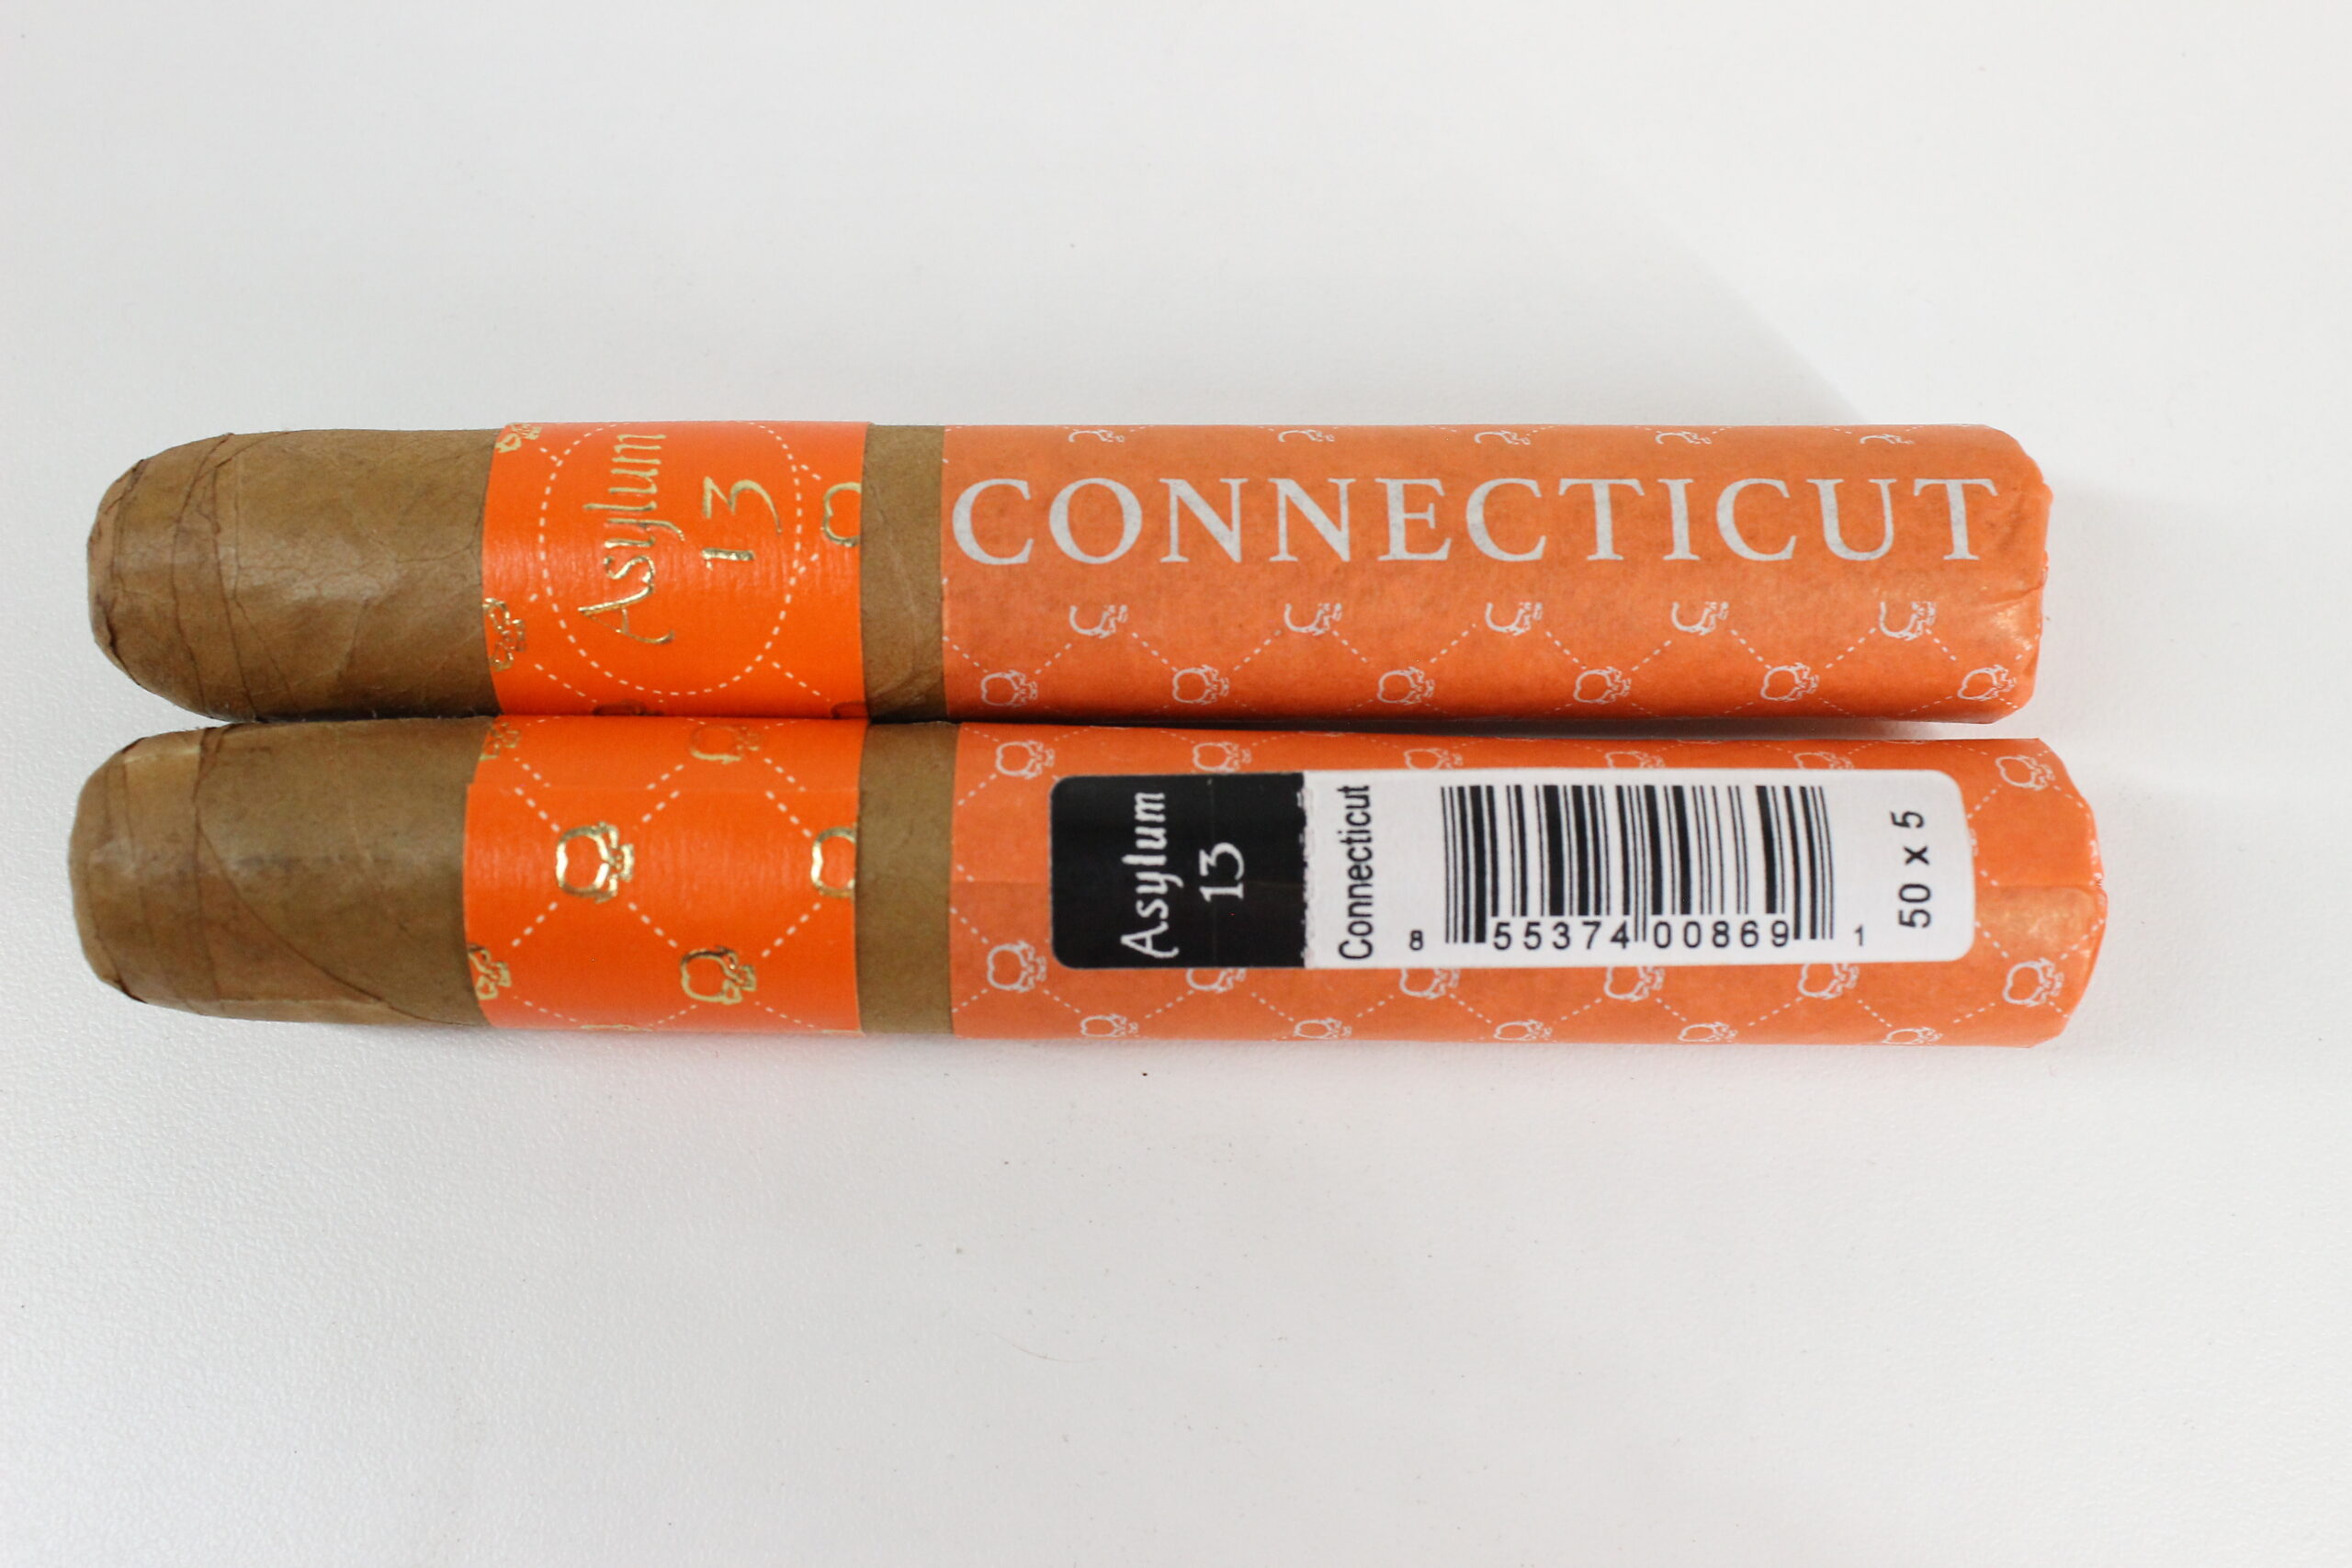 Asylum
13
CONNECTICUT
Asylum
13
Connecticut
8 55374 00869 1
50 x 5